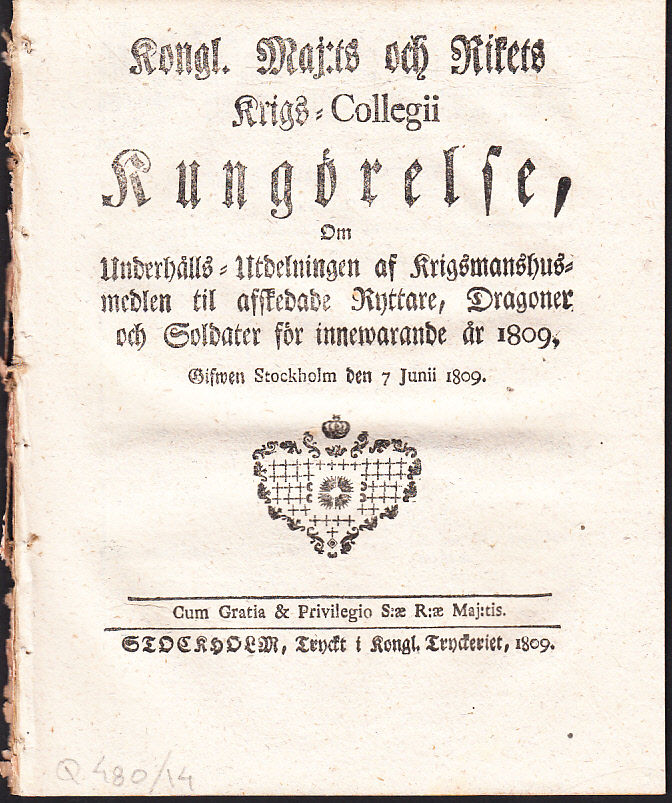 Kongl. Maj:ts och Rikets
Krigs-Collegii
Kungörelse,
Om
Underhålls-Utdelningen af Krigsmanshus-
medlen til afskedade Ryttare, Dragoner
och Soldater för innewarande år 1809,
Gifwen Stockholm den 7 Junii 1809.
Cum Gratia & Privilegio S:æ R:æ Maj:tis.
STOCKHOLM, Tryckt i Kongl. Tryckeriet, 1809.
Q 480/14